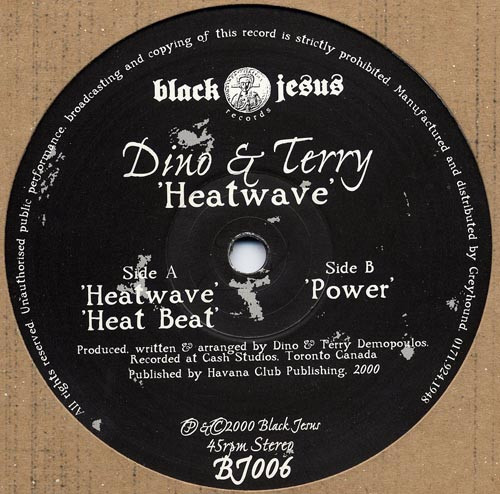 All rights reserved. Unauthorised public performance, broadcasting and copying of this record is strictly prohibited. Manufactured and distributed by Greyhound 0171.924.1948
black jesus
records
Dino & Terry
'Heatwave'
Side A
'Heatwave'
'Heat Beat'
Side B
'Power'
Produced, written & arranged by Dino & Terry Demopoulos.
Recorded at Cash Studios. Toronto Canada
Published by Havana Club Publishing. 2000
℗ & ©2000 Black Jesus
45rpm Stereo
BJ006